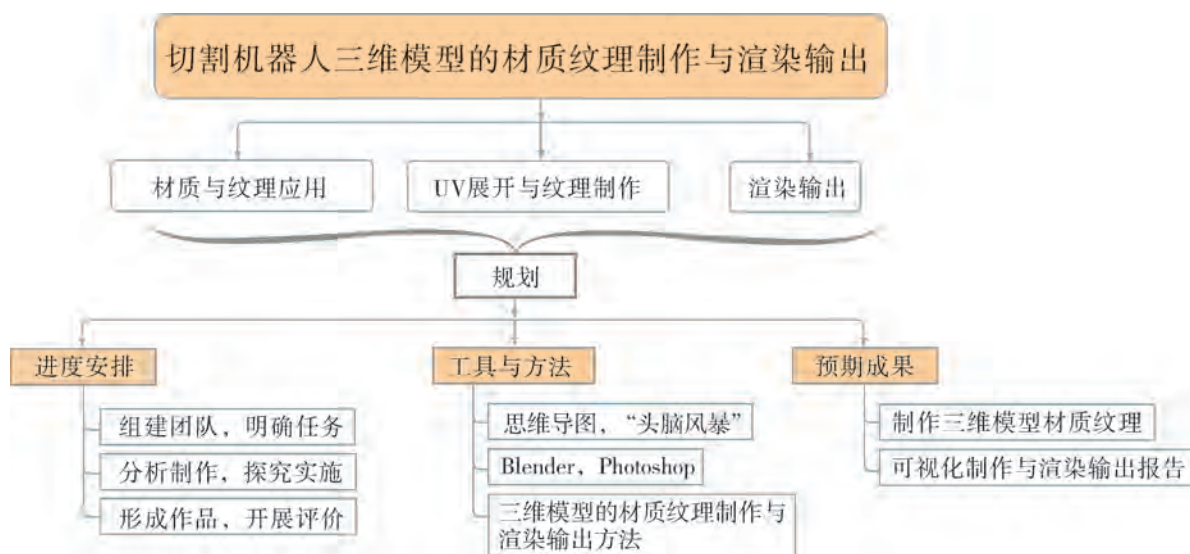 切割机器人三维模型的材质纹理制作与渲染输出
材质与纹理应用
UV展开与纹理制作
渲染输出
规划
进度安排
组建团队，明确任务
分析制作，探究实施
形成作品，开展评价
工具与方法
思维导图，“头脑风暴”
Blender，Photoshop
三维模型的材质纹理制作与
渲染输出方法
预期成果
制作三维模型材质纹理
可视化制作与渲染输出报告